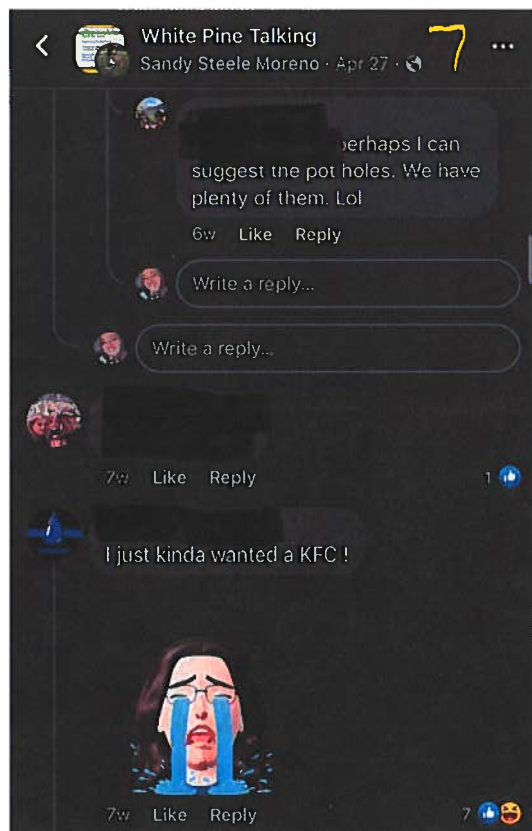 White Pine Talking
7
Sandy Steele Moreno · Apr 27 ·
perhaps I can
suggest the pot holes. We have
plenty of them. Lol
6w Like Reply
Write a reply...
Write a reply...
7w Like Reply
1
I just kinda wanted a KFC !
7w Like Reply
7